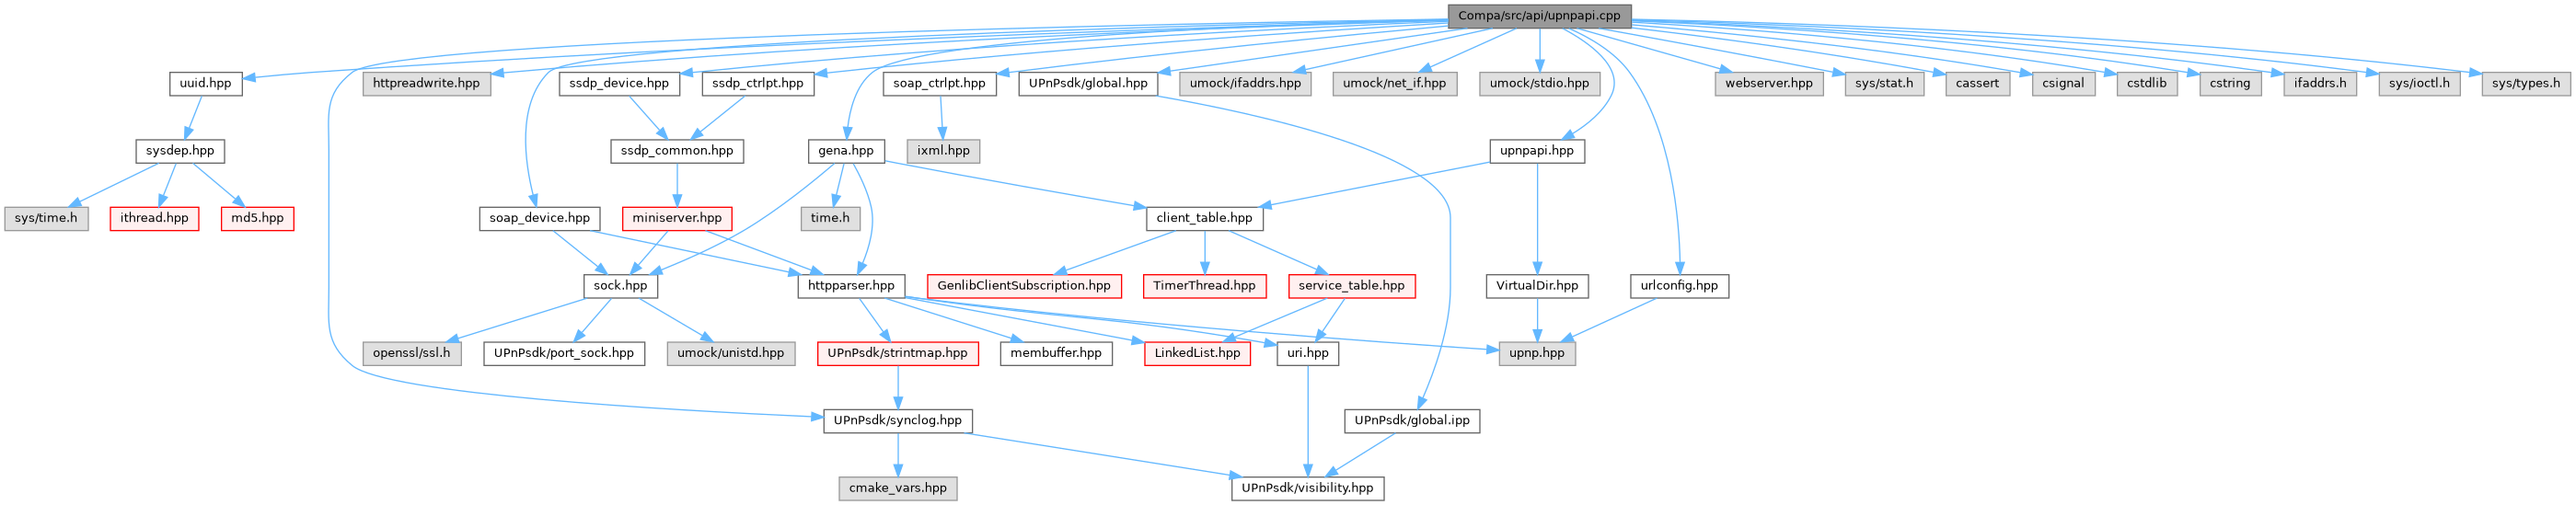 Compa/src/api/upnpapi.cpp
uuid.hpp
httpreadwrite.hpp
ssdp_device.hpp
ssdp_ctrlpt.hpp
soap_ctrlpt.hpp
UPnPsdk/global.hpp
umock/ifaddrs.hpp
umock/net_if.hpp
umock/stdio.hpp
webserver.hpp
sys/stat.h
cassert
csignal
cstdlib
cstring
ifaddrs.h
sys/ioctl.h
sys/types.h
sysdep.hpp
ssdp_common.hpp
gena.hpp
ixml.hpp
upnpapi.hpp
sys/time.h
ithread.hpp
md5.hpp
soap_device.hpp
miniserver.hpp
time.h
client_table.hpp
sock.hpp
httpparser.hpp
GenlibClientSubscription.hpp
TimerThread.hpp
service_table.hpp
VirtualDir.hpp
urlconfig.hpp
openssl/ssl.h
UPnPsdk/port_sock.hpp
umock/unistd.hpp
UPnPsdk/strintmap.hpp
membuffer.hpp
LinkedList.hpp
uri.hpp
upnp.hpp
UPnPsdk/synclog.hpp
UPnPsdk/global.ipp
cmake_vars.hpp
UPnPsdk/visibility.hpp